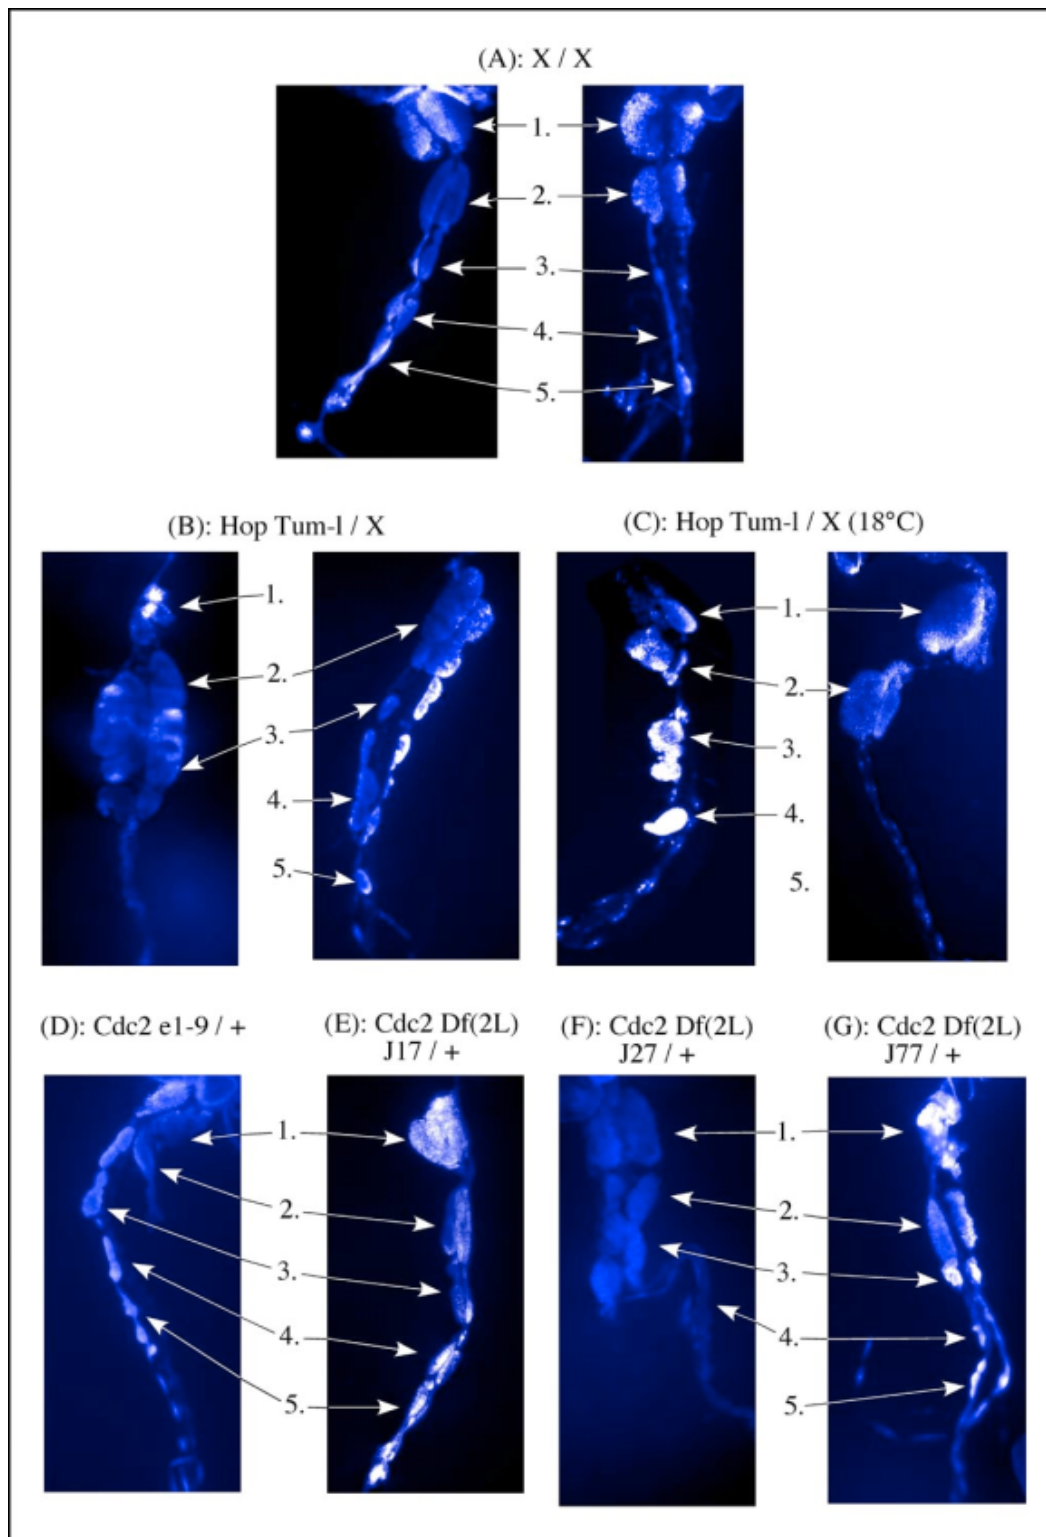 (A): X / X
1.
2.
3.
4.
5.
(B): Hop Tum-l / X
(C): Hop Tum-l / X (18°C)
1.
2.
3.
4.
5.
1.
2.
3.
4.
5.
(D): Cdc2 e1-9 / +
(E): Cdc2 Df(2L)
J17 / +
(F): Cdc2 Df(2L)
J27 / +
(G): Cdc2 Df(2L)
J77 / +
1.
2.
3.
4.
5.
1.
2.
3.
4.
5.